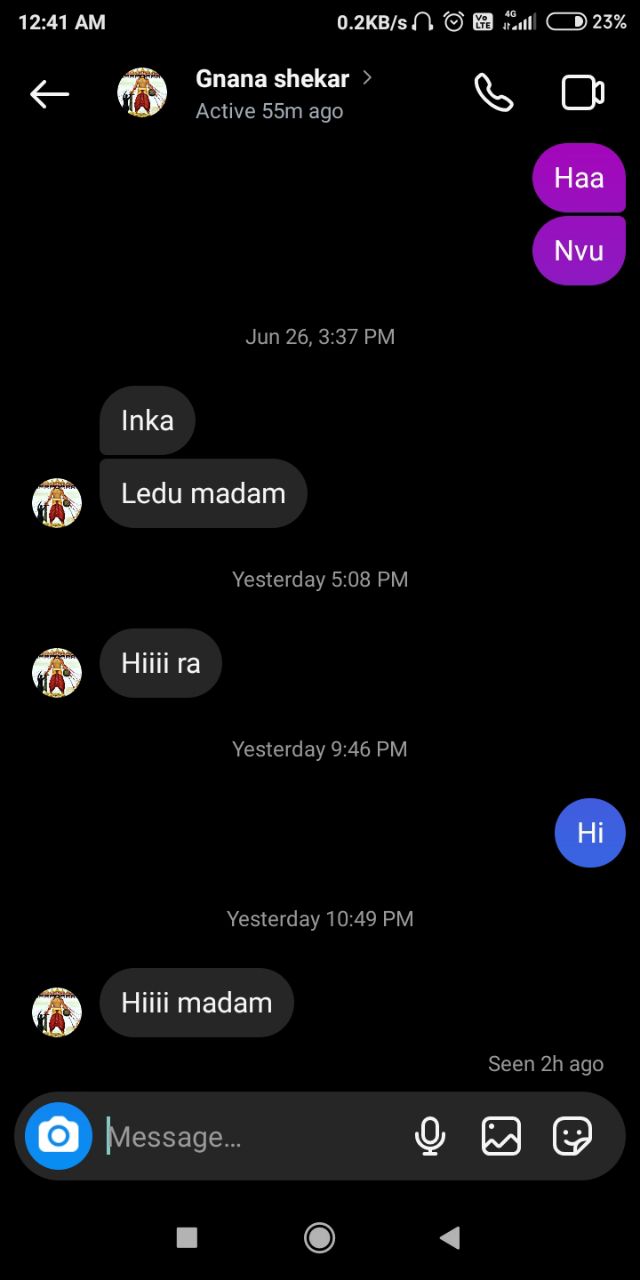 12:41 AM
0.2KB/s
Vo
LTE
4G
23%
Gnana shekar
Active 55m ago
Haa
Nvu
Jun 26, 3:37 PM
Inka
Ledu madam
Yesterday 5:08 PM
Hiiii ra
Yesterday 9:46 PM
Hi
Yesterday 10:49 PM
Hiiii madam
Seen 2h ago
Message...